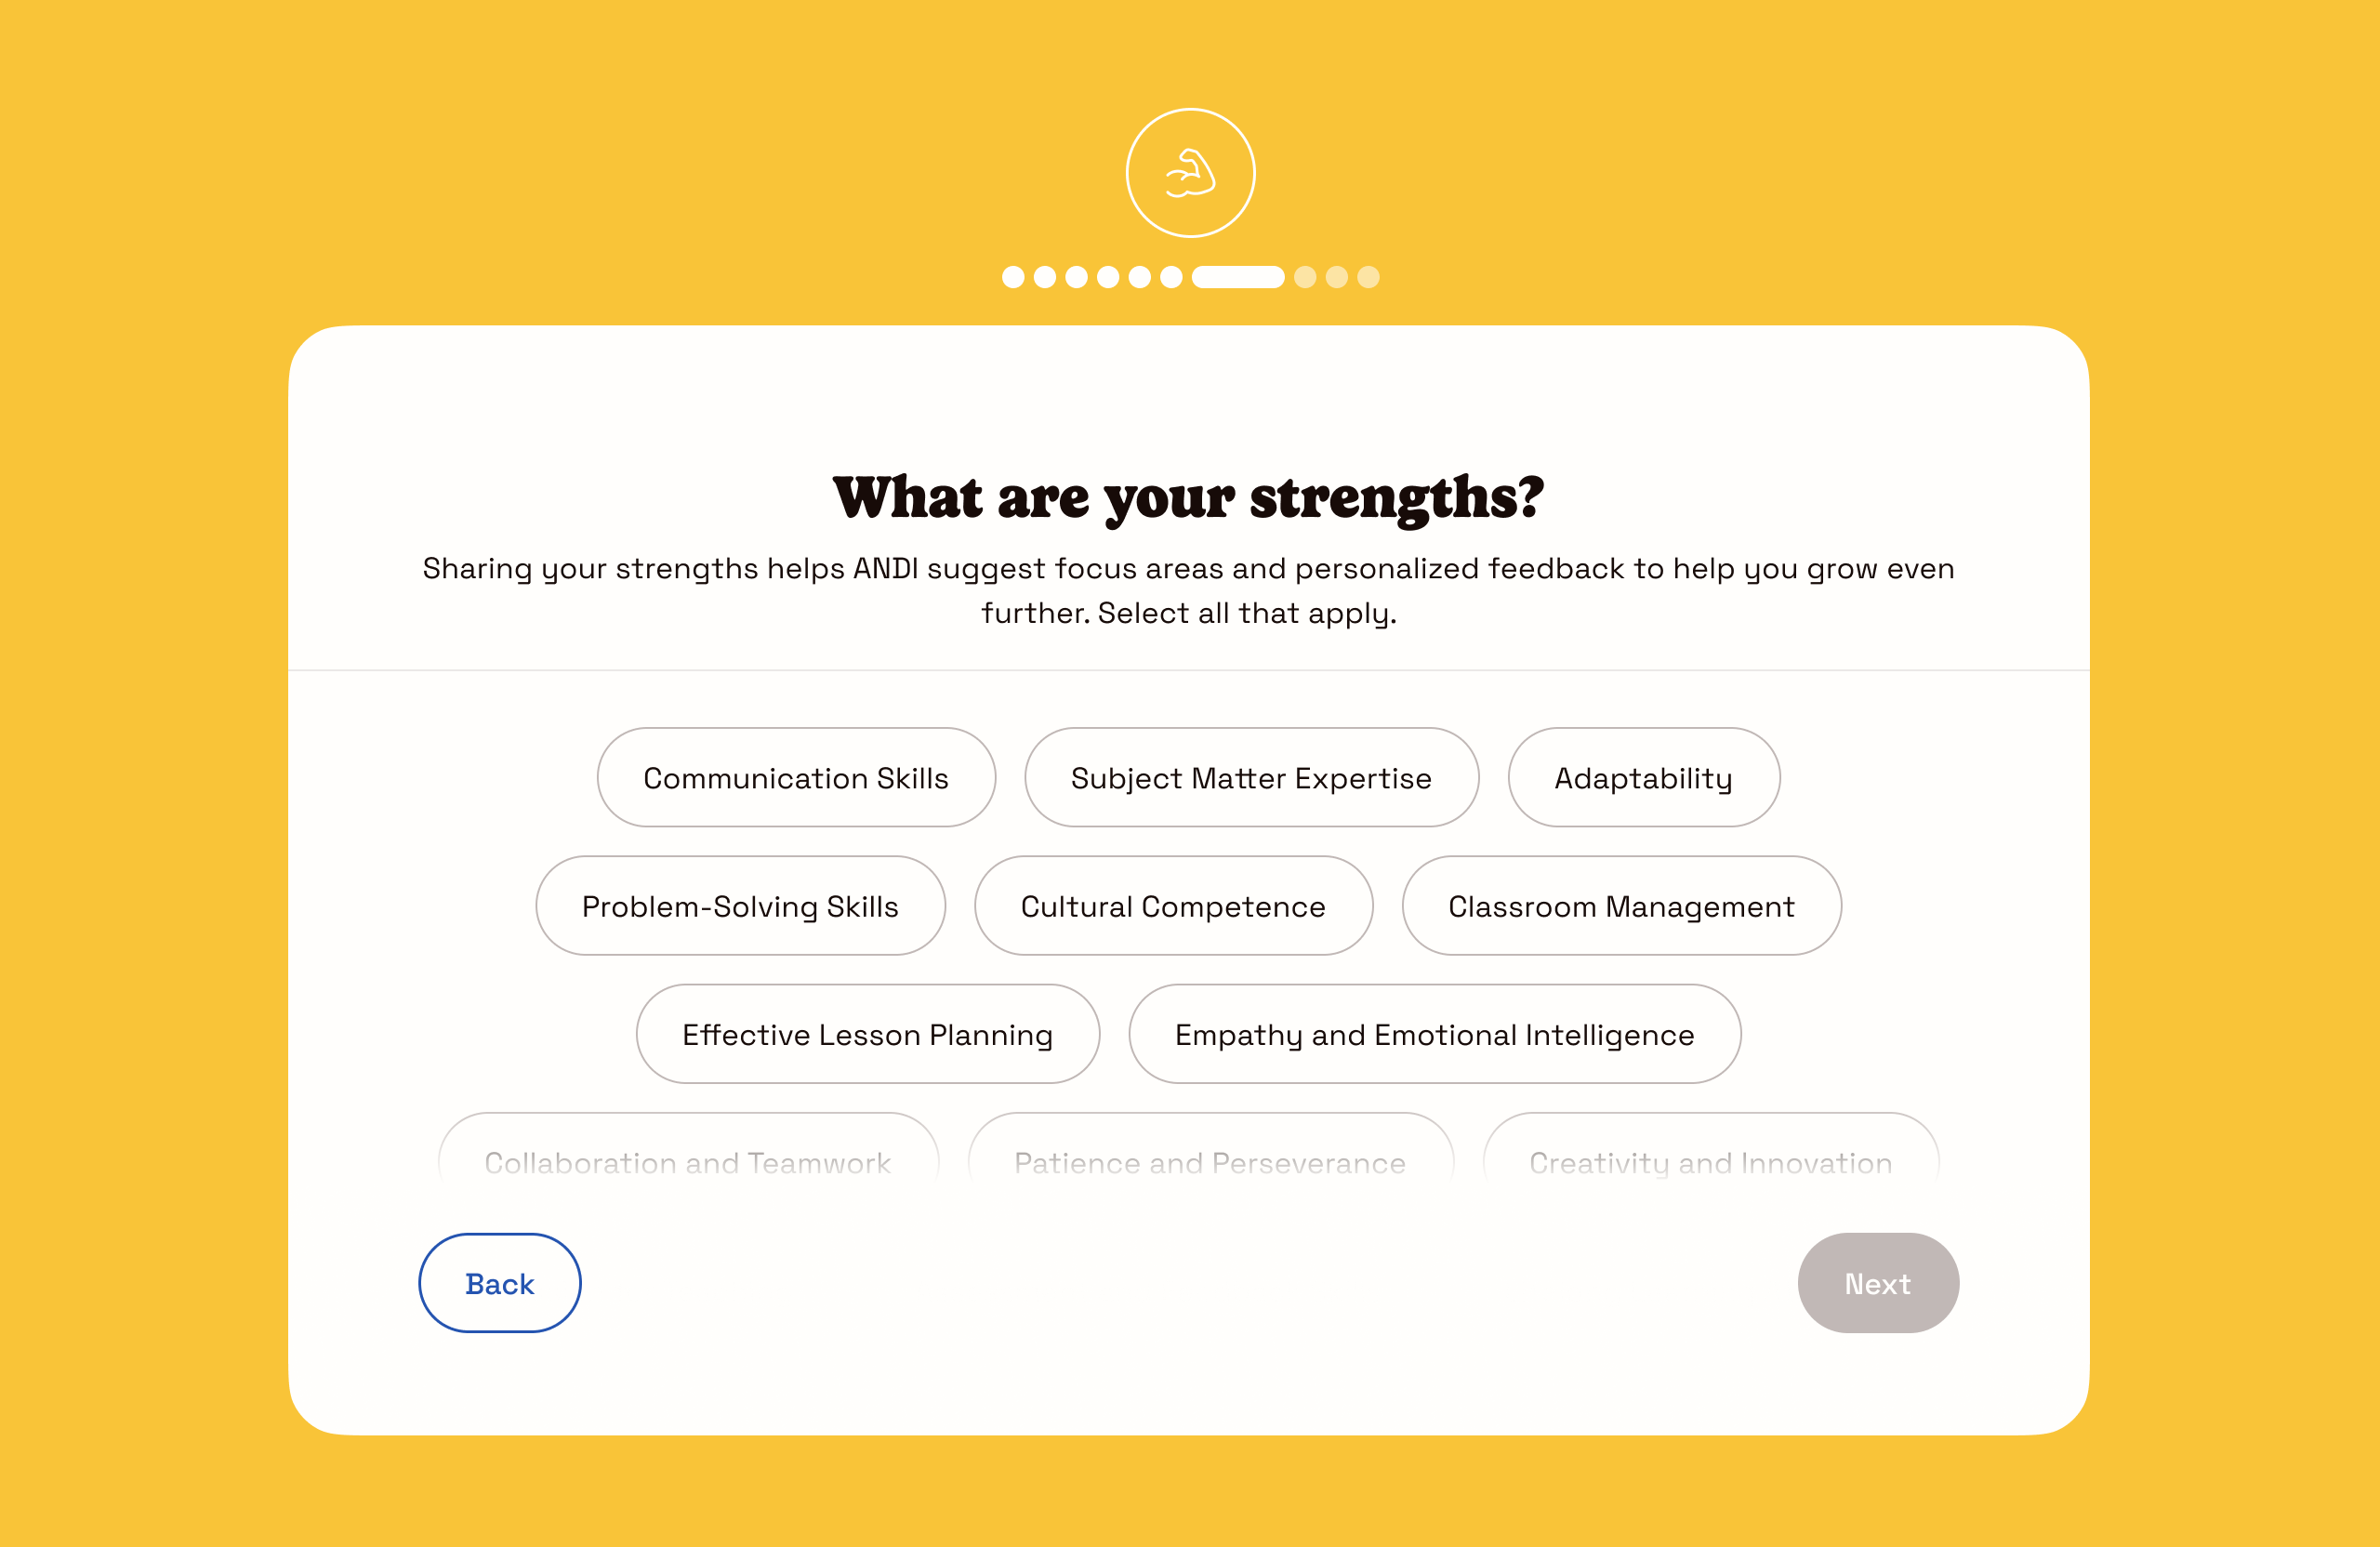 What are your strengths?
Sharing your strengths helps ANDI suggest focus areas and personalized feedback to help you grow even
further. Select all that apply.
Communication Skills
Subject Matter Expertise
Adaptability
Problem-Solving Skills
Cultural Competence
Classroom Management
Effective Lesson Planning
Empathy and Emotional Intelligence
Collaboration and Teamwork
Patience and Perseverance
Creativity and Innovation
Back
Next